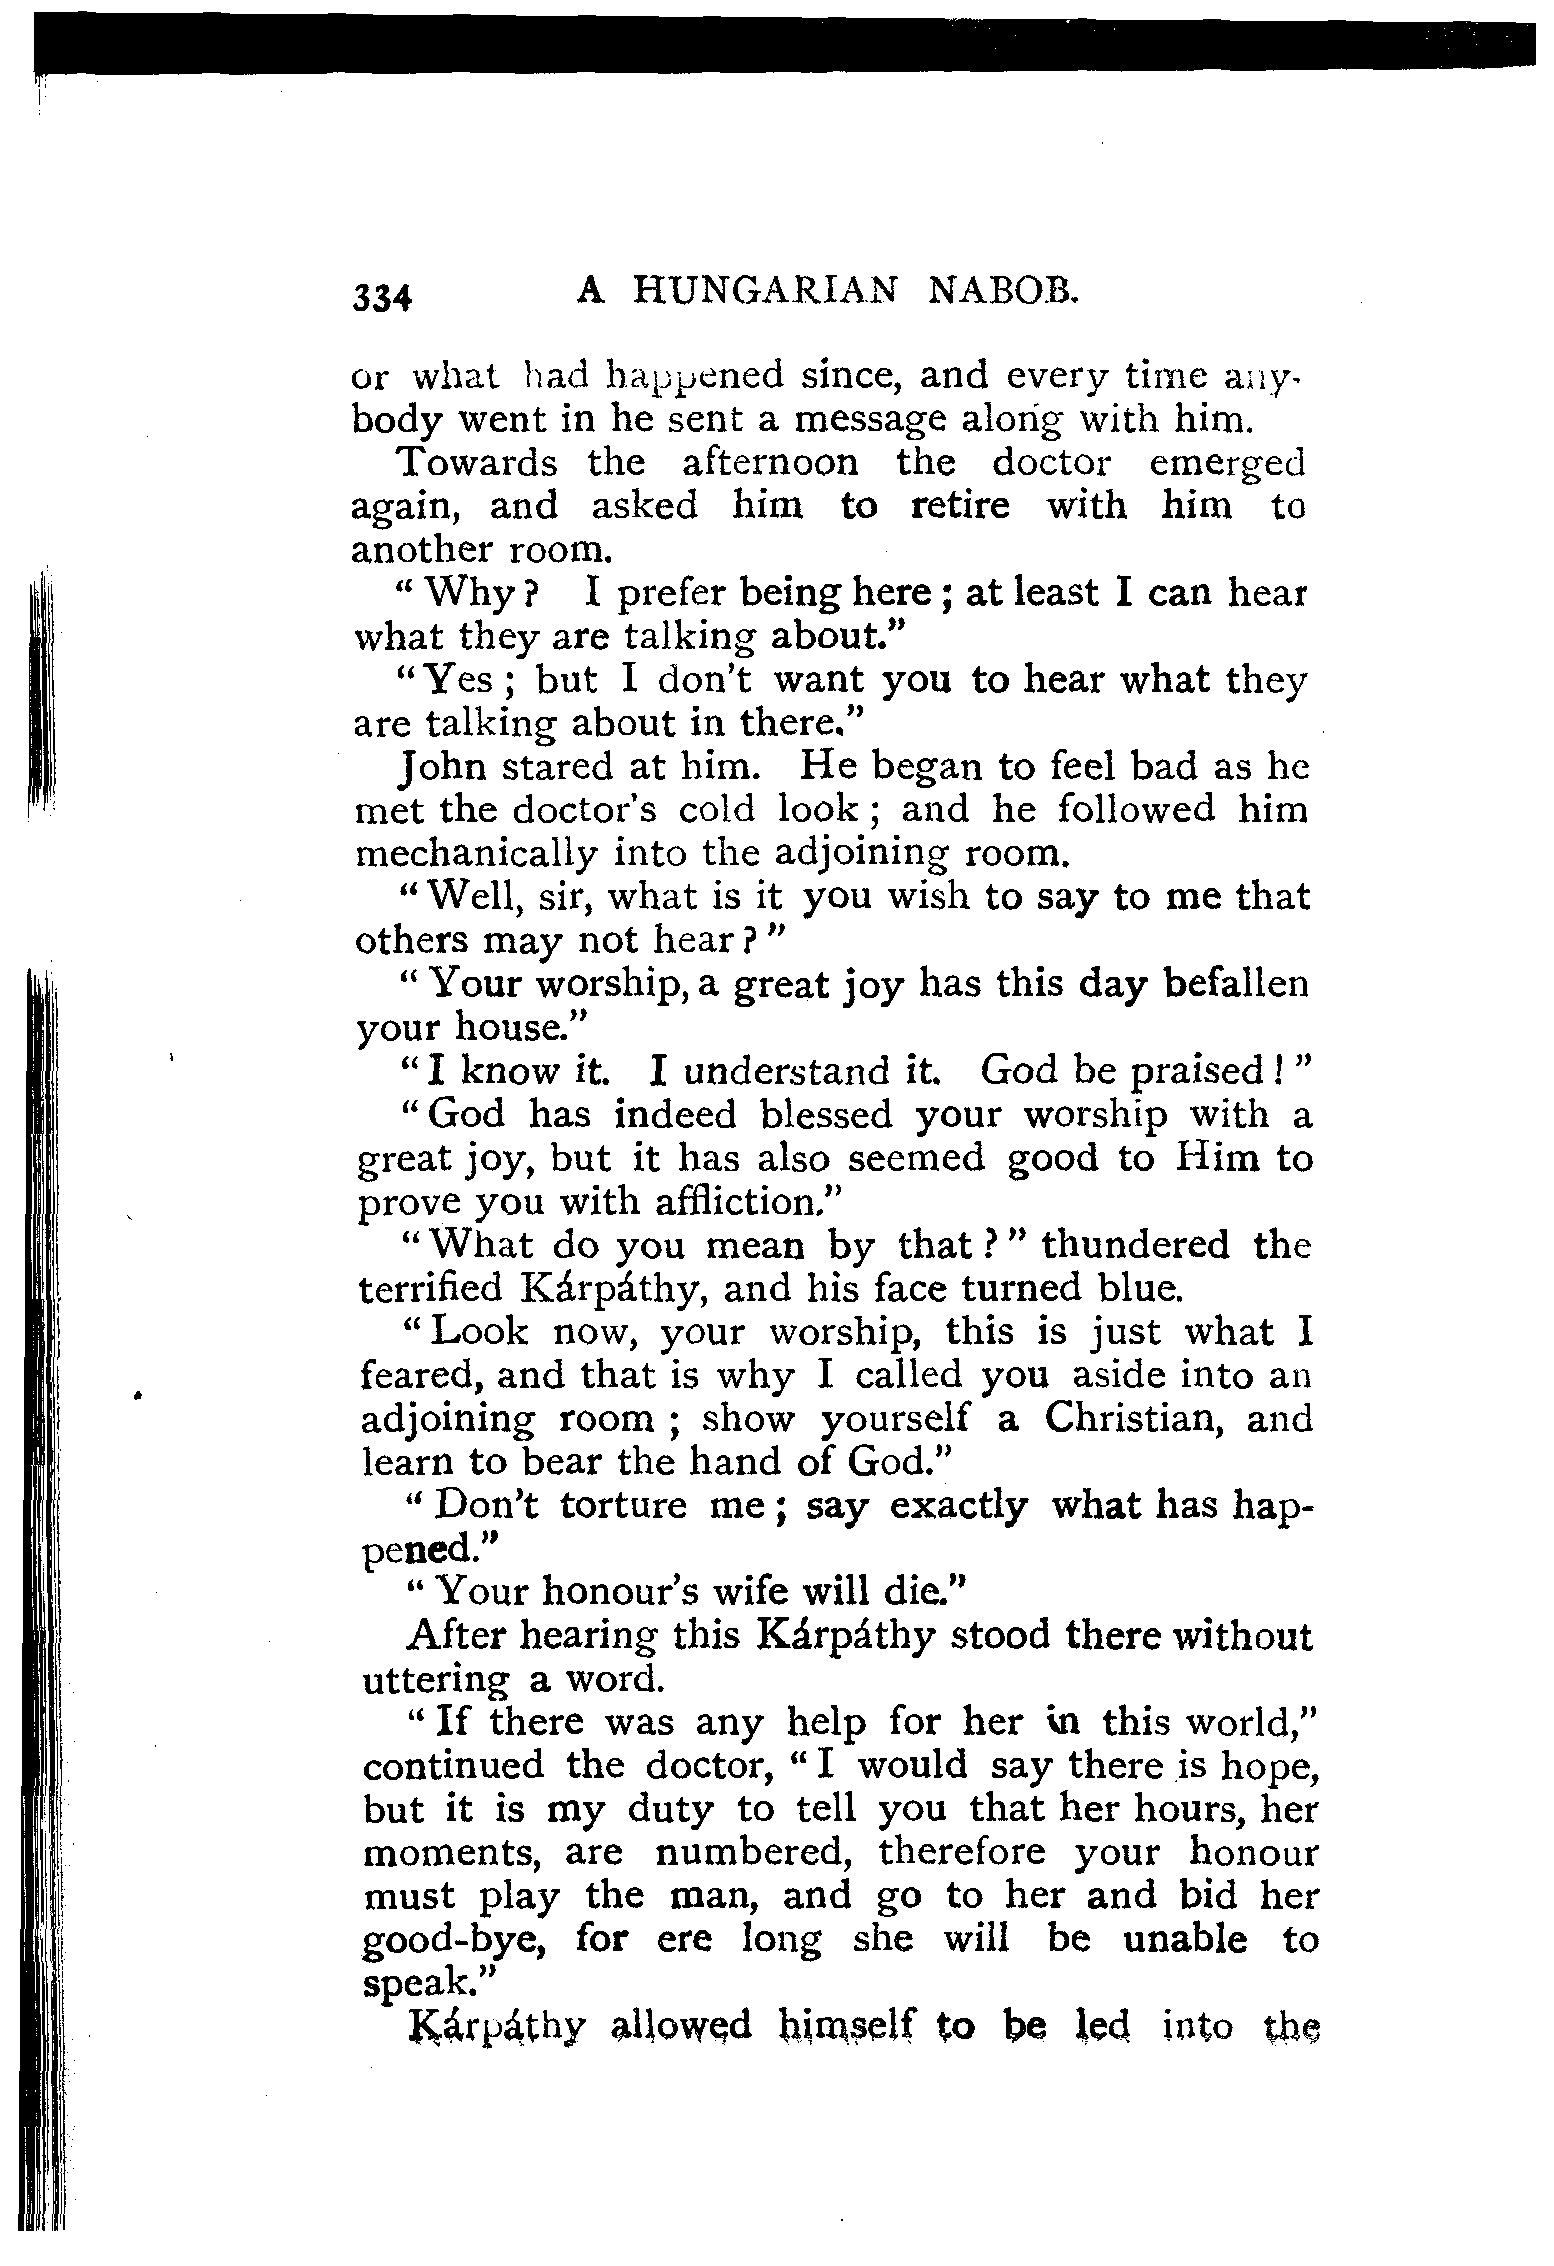 334 A HUNGARIAN NABOB.
or what had happened since, and every time any-
body went in he sent a message along with him.
Towards the afternoon the doctor emerged
again, and asked him to retire with him to
another room.
“Why? I prefer being here; at least I can hear
what they are talking about.”
“Yes; but I don't want you to hear what they
are talking about in there.”
John stared at him. He began to feel bad as he
met the doctor's cold look; and he followed him
mechanically into the adjoining room.
“Well, sir, what is it you wish to say to me that
others may not hear?”
“Your worship, a great joy has this day befallen
your house.”
“I know it. I understand it. God be praised!”
“God has indeed blessed your worship with a
great joy, but it has also seemed good to Him to
prove you with affliction.”
“What do you mean by that?” thundered the
terrified Kárpáthy, and his face turned blue.
“Look now, your worship, this is just what I
feared, and that is why I called you aside into an
adjoining room; show yourself a Christian, and
learn to bear the hand of God.”
“Don't torture me; say exactly what has hap-
pened.”
“Your honour's wife will die.”
After hearing this Kárpáthy stood there without
uttering a word.
“If there was any help for her in this world,”
continued the doctor, “I would say there is hope,
but it is my duty to tell you that her hours, her
moments, are numbered, therefore your honour
must play the man, and go to her and bid her
good-bye, for ere long she will be unable to
speak.”
Kárpáthy allowed himself to be led into the